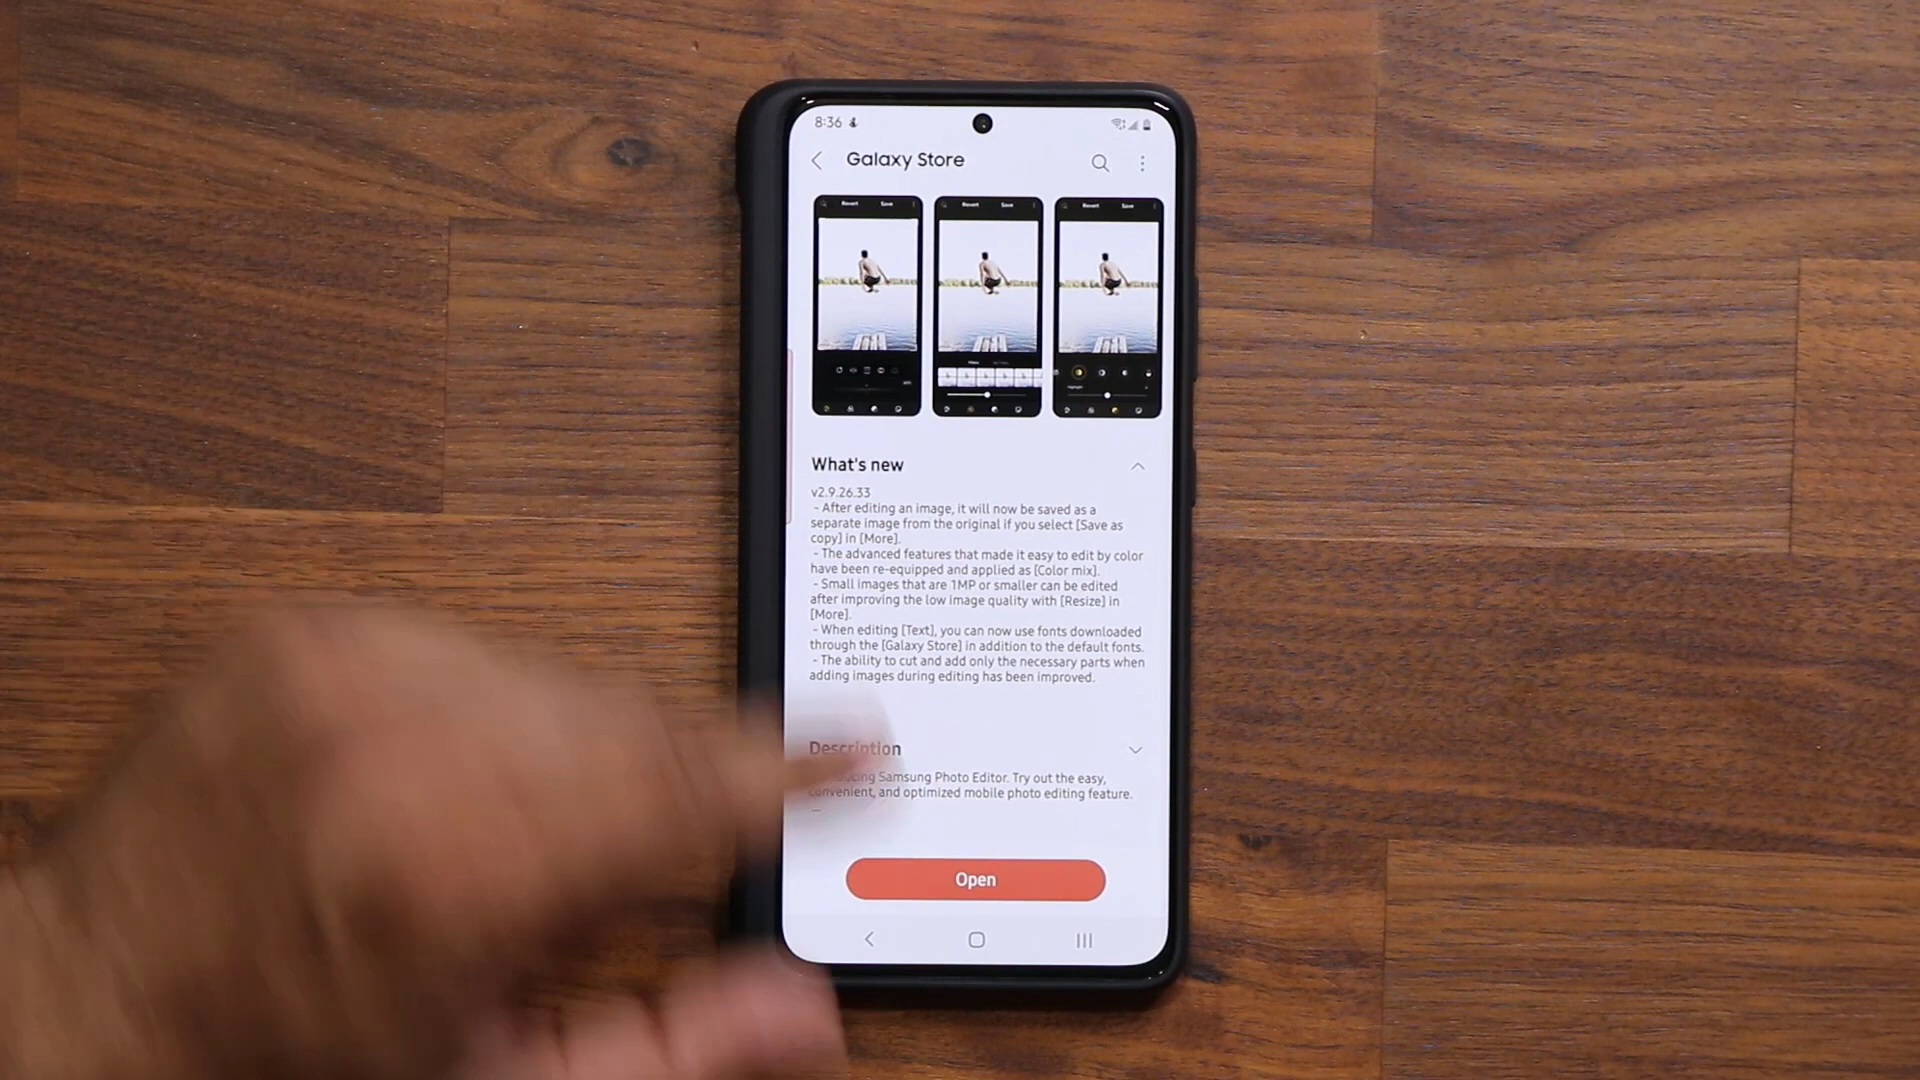 8:36
Galaxy Store
Revert Save
Revert Save
Revert Save
What's new
v2.9.26.33
- After editing an image, it will now be saved as a
separate image from the original if you select [Save as
copy] in [More].
- The advanced features that made it easy to edit by color
have been re-equipped and applied as [Color mix].
- Small images that are 1MP or smaller can be edited
after improving the low image quality with [Resize] in
[More].
- When editing [Text], you can now use fonts downloaded
through the [Galaxy Store] in addition to the default fonts.
- The ability to cut and add only the necessary parts when
adding images during editing has been improved.
Description
Samsung Photo Editor. Try out the easy,
convenient, and optimized mobile photo editing feature.
...
Open